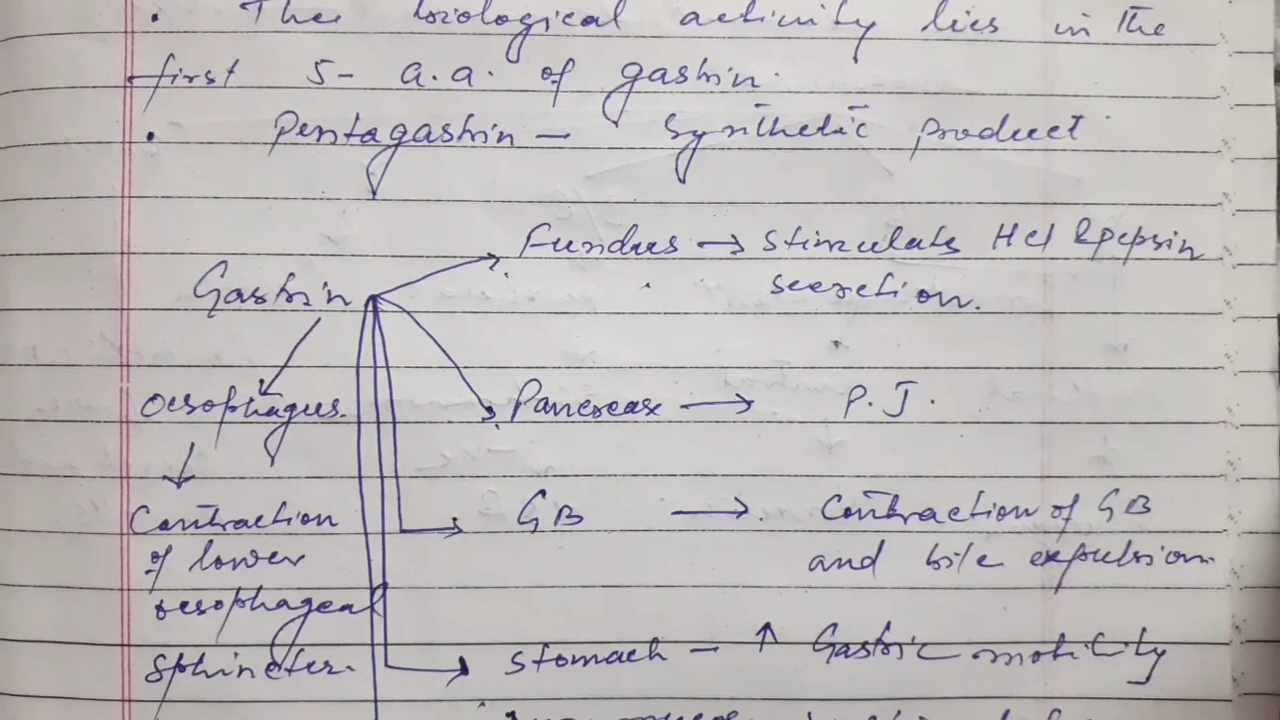 • The biological activity lies in the
first 5- a.a. of gastrin.
• Pentagastrin - Synthetic product
Fundus → Stimulate Hcl & pepsin
secretion.
Gastrin
Oesophagus. Pancrease → P. J.
Contraction GB → Contraction of GB
of lower and bile expulsion.
oesophageal
Sphincter. Stomach - ↑ Gastric motility